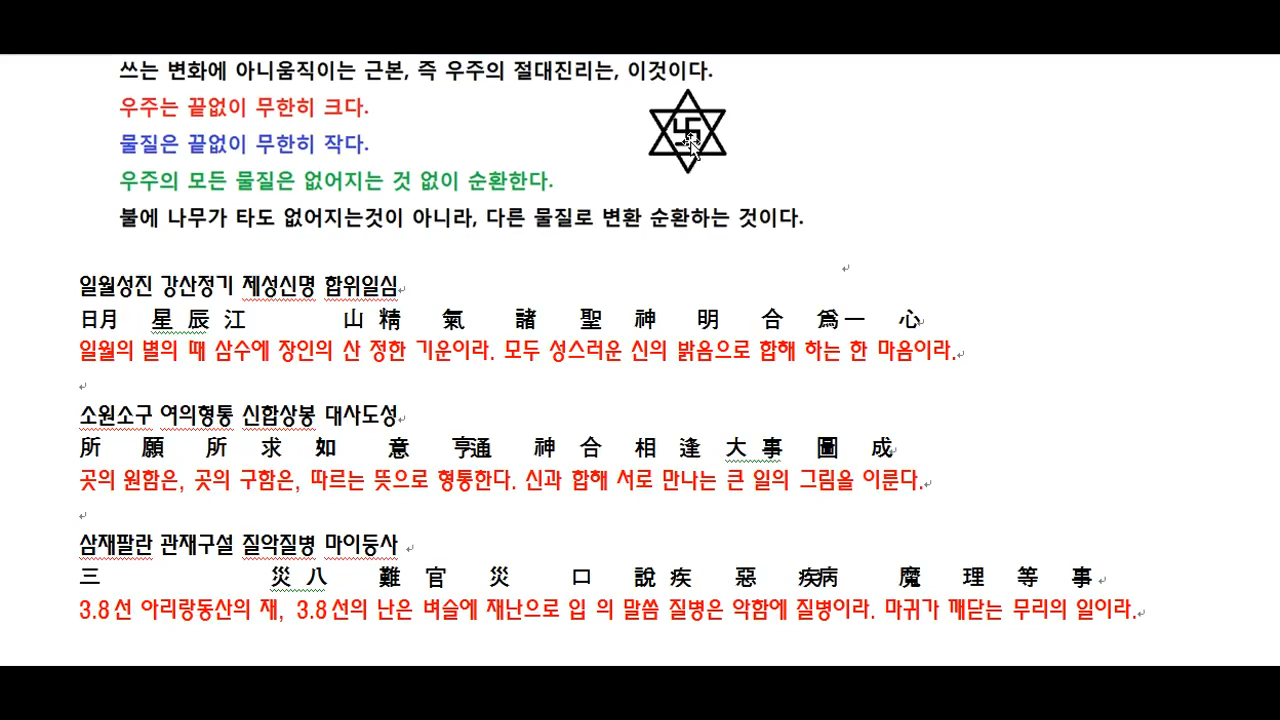 쓰는 변화에 아니움직이는 근본, 즉 우주의 절대진리는, 이것이다.
우주는 끝없이 무한히 크다.
물질은 끝없이 무한히 작다.
우주의 모든 물질은 없어지는 것 없이 순환한다.
불에 나무가 타도 없어지는것이 아니라, 다른 물질로 변환 순환하는 것이다.
일월성진 강산정기 제성신명 합위일심
日月 星 辰 江 山 精 氣 諸 聖 神 明 合 爲 一 心
일월의 별의 때 삼수에 장인의 산 정한 기운이라. 모두 성스러운 신의 밝음으로 합해 하는 한 마음이라.
소원소구 여의형통 신합상봉 대사도성
所 願 所 求 如 意 亨通 神 合 相 逢 大 事 圖 成
곳의 원함은, 곳의 구함은, 따르는 뜻으로 형통한다. 신과 합해 서로 만나는 큰 일의 그림을 이룬다.
삼재팔란 관재구설 질악질병 마이등사
三 災 八 難 官 災 口 說 疾 惡 疾病 魔 理 等 事
3.8선 아리랑동산의 재, 3.8선의 난은 벼슬에 재난으로 입 의 말씀 질병은 악함에 질병이라. 마귀가 깨닫는 무리의 일이라.